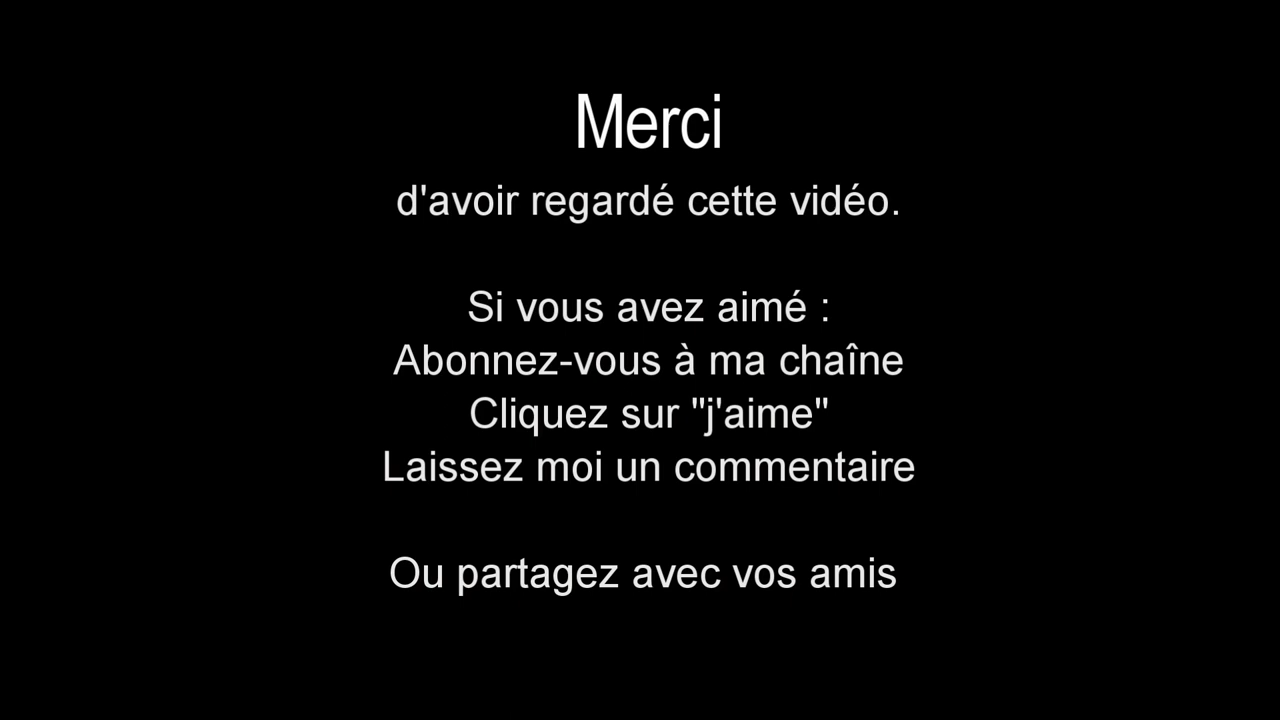 Merci
d'avoir regardé cette vidéo.
Si vous avez aimé :
Abonnez-vous à ma chaîne
Cliquez sur "j'aime"
Laissez moi un commentaire
Ou partagez avec vos amis